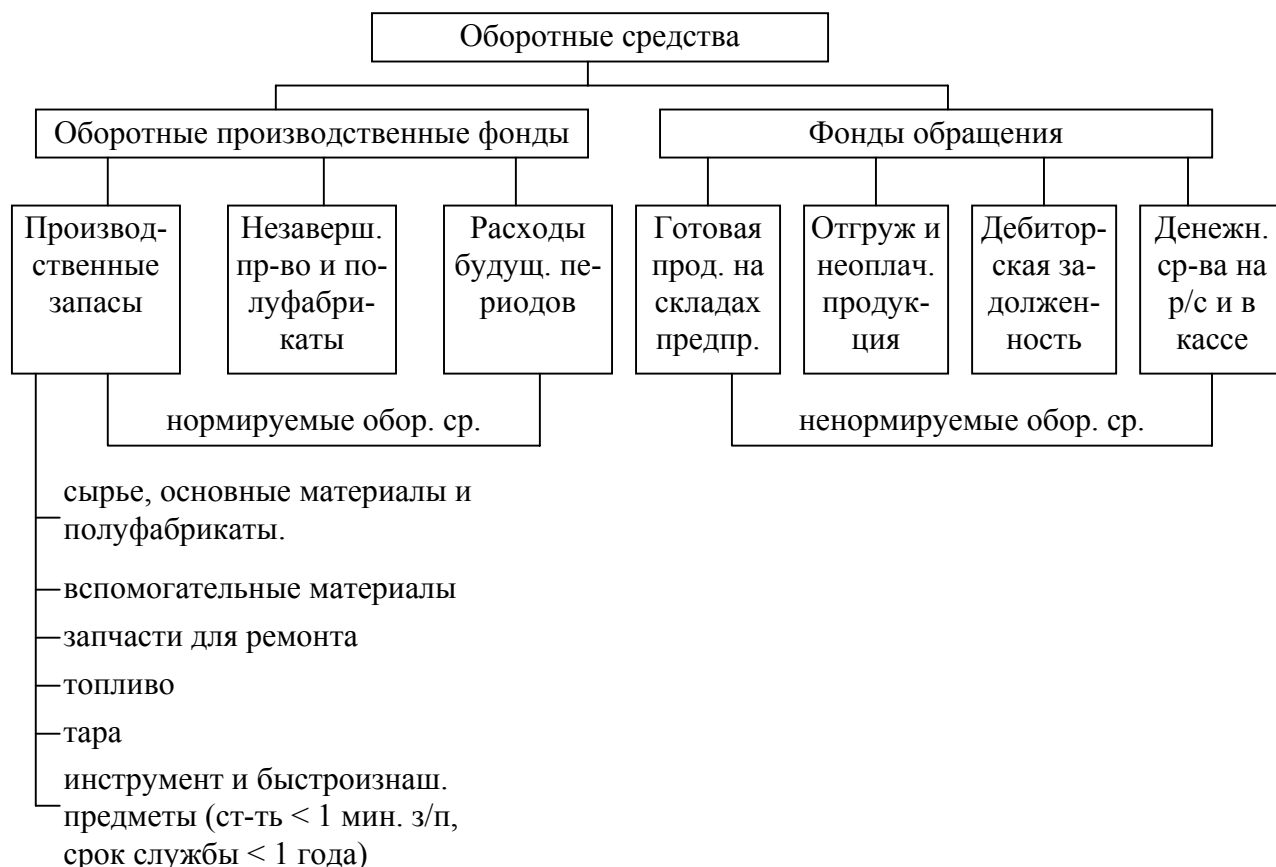 Оборотные средства
Оборотные производственные фонды
Фонды обращения
Производ-
ственные
запасы
Незаверш.
пр-во и по-
луфабри-
каты
Расходы
будущ. пе-
риодов
Готовая
прод. на
складах
предпр.
Отгруж и
неоплач.
продук-
ция
Дебитор-
ская за-
должен-
ность
Денежн.
ср-ва на
р/с и в
кассе
нормируемые обор. ср.
ненормируемые обор. ср.
сырье, основные материалы и
полуфабрикаты.
вспомогательные материалы
запчасти для ремонта
топливо
тара
инструмент и быстроизнаш.
предметы (ст-ть < 1 мин. з/п,
срок службы < 1 года)